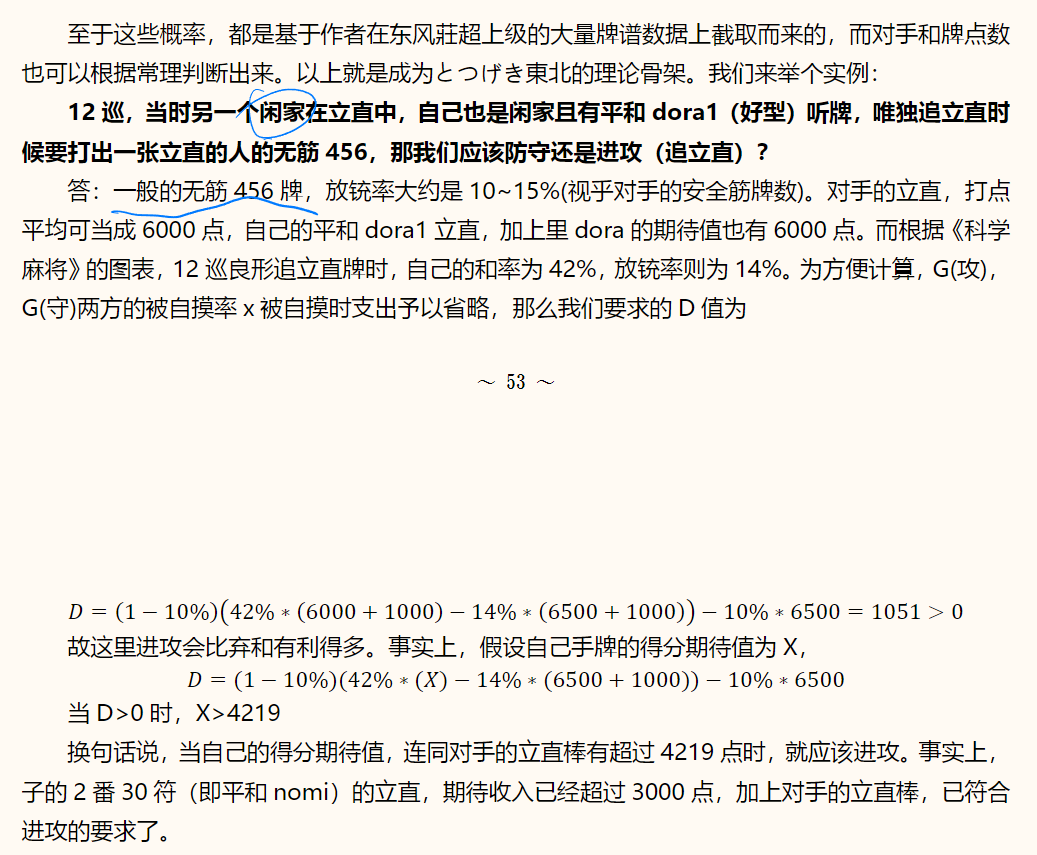 至于这些概率，都是基于作者在东风莊超上级的大量牌谱数据上截取而来的，而对手和牌点数
也可以根据常理判断出来。以上就是成为とつげき東北的理论骨架。我们来举个实例：
12 巡，当时另一个闲家在立直中，自己也是闲家且有平和 dora1（好型）听牌，唯独追立直时
候要打出一张立直的人的无筋 456，那我们应该防守还是进攻（追立直）？
答：一般的无筋 456 牌，放铳率大约是 10~15%(视乎对手的安全筋牌数)。对手的立直，打点
平均可当成 6000 点，自己的平和 dora1 立直，加上里 dora 的期待值也有 6000 点。而根据《科学
麻将》的图表，12 巡良形追立直牌时，自己的和率为 42%，放铳率则为 14%。为方便计算，G(攻)，
G(守)两方的被自摸率 x 被自摸时支出予以省略，那么我们要求的 D 值为
～ 53 ～
D = (1 − 10%)(42% ∗ (6000 + 1000) − 14% ∗ (6500 + 1000)) − 10% ∗ 6500 = 1051 > 0
故这里进攻会比弃和有利得多。事实上，假设自己手牌的得分期待值为 X，
D = (1 − 10%)(42% ∗ (X) − 14% ∗ (6500 + 1000)) − 10% ∗ 6500
当 D>0 时，X>4219
换句话说，当自己的得分期待值，连同对手的立直棒有超过 4219 点时，就应该进攻。事实上，
子的 2 番 30 符（即平和 nomi）的立直，期待收入已经超过 3000 点，加上对手的立直棒，已符合
进攻的要求了。